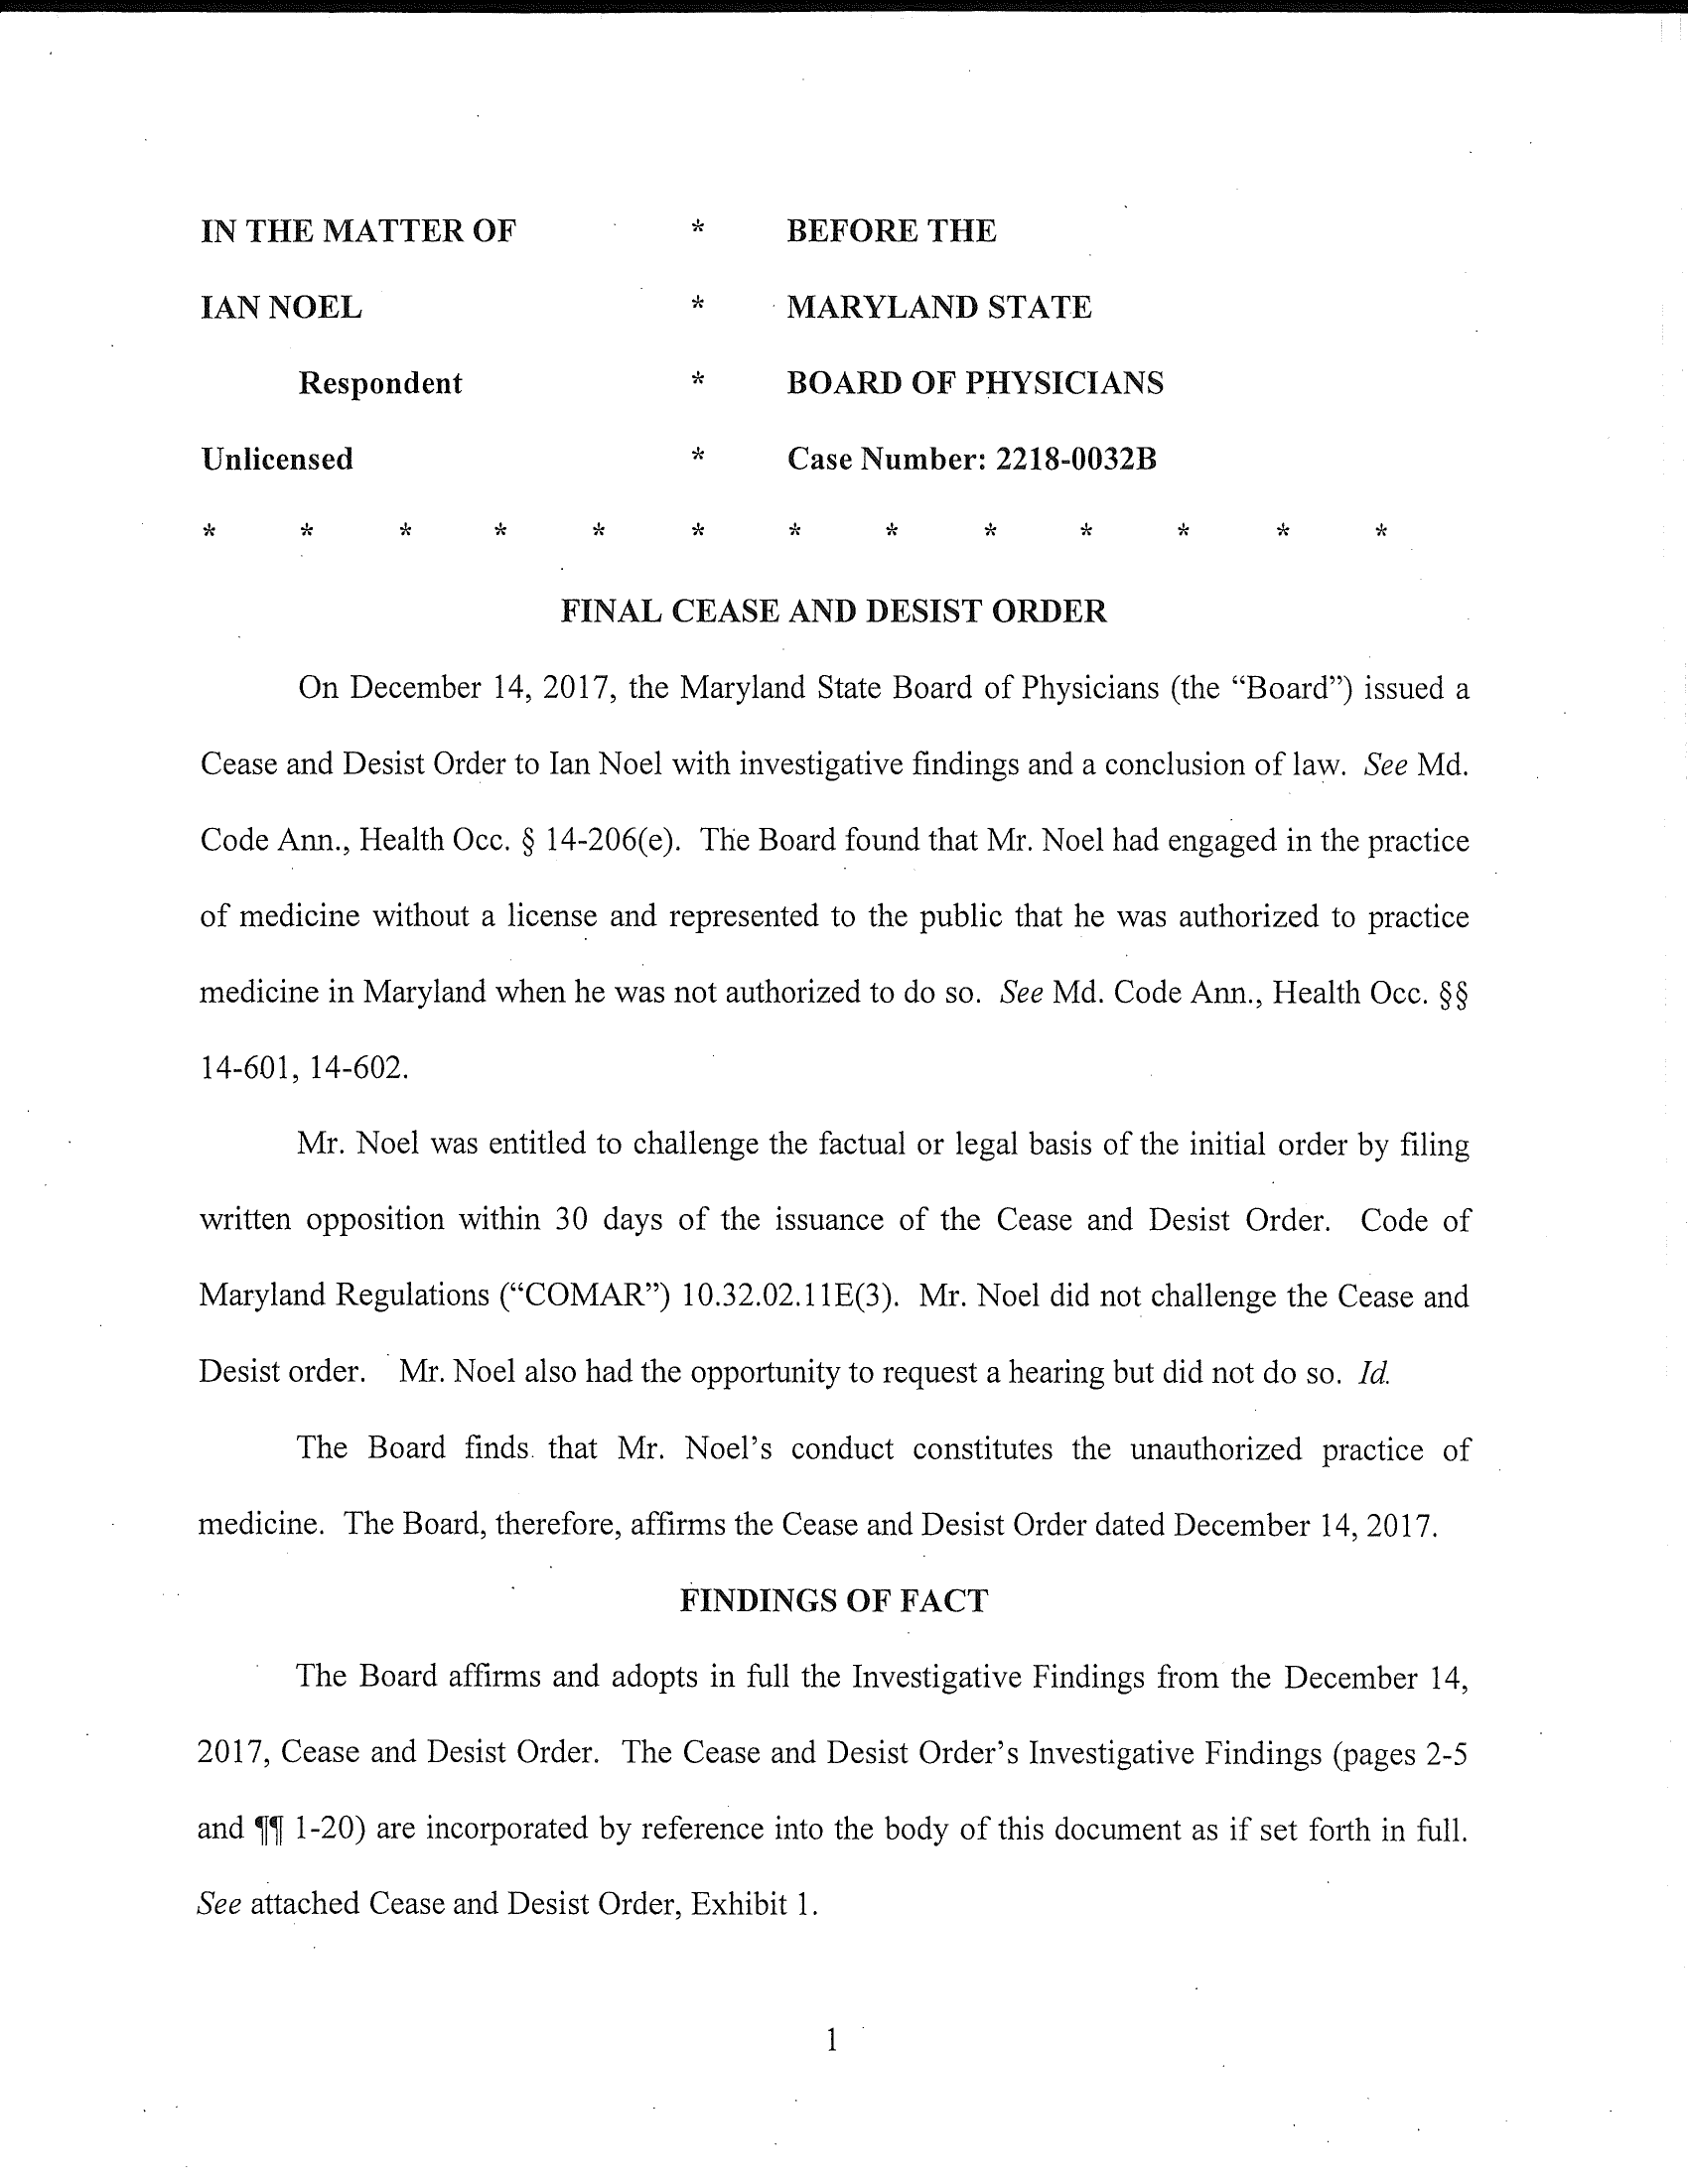 IN THE MATTER OF * BEFORE THE
IAN NOEL * MARYLAND STATE
Respondent * BOARD OF PHYSICIANS
Unlicensed * Case Number: 2218-0032B
* * * * * * * * * * * * *
FINAL CEASE AND DESIST ORDER
On December 14, 2017, the Maryland State Board of Physicians (the “Board”) issued a
Cease and Desist Order to Ian Noel with investigative findings and a conclusion of law. See Md.
Code Ann., Health Occ. § 14-206(e). The Board found that Mr. Noel had engaged in the practice
of medicine without a license and represented to the public that he was authorized to practice
medicine in Maryland when he was not authorized to do so. See Md. Code Ann., Health Occ. §§
14-601, 14-602.
Mr. Noel was entitled to challenge the factual or legal basis of the initial order by filing
written opposition within 30 days of the issuance of the Cease and Desist Order. Code of
Maryland Regulations (“COMAR”) 10.32.02.11E(3). Mr. Noel did not challenge the Cease and
Desist order. Mr. Noel also had the opportunity to request a hearing but did not do so. Id.
The Board finds that Mr. Noel’s conduct constitutes the unauthorized practice of
medicine. The Board, therefore, affirms the Cease and Desist Order dated December 14, 2017.
FINDINGS OF FACT
The Board affirms and adopts in full the Investigative Findings from the December 14,
2017, Cease and Desist Order. The Cease and Desist Order’s Investigative Findings (pages 2-5
and ¶¶ 1-20) are incorporated by reference into the body of this document as if set forth in full.
See attached Cease and Desist Order, Exhibit 1.
1